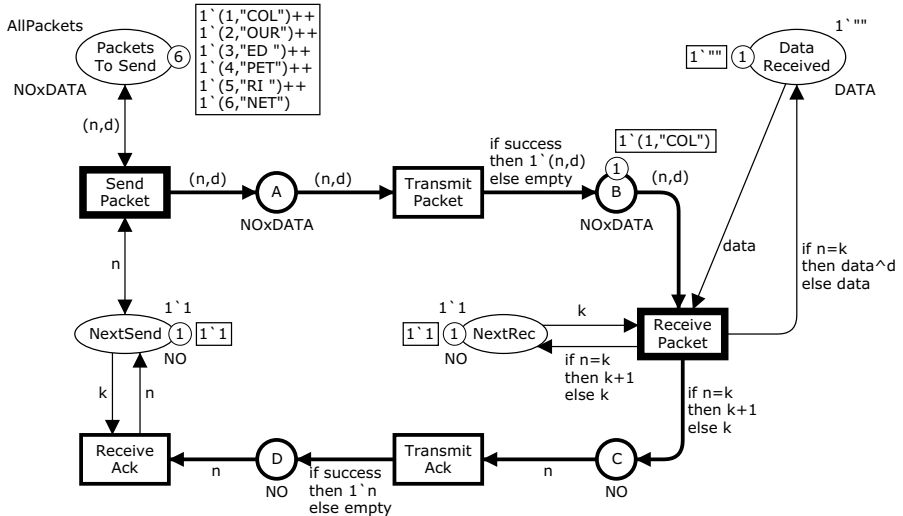 AllPackets
Packets
To Send
6
1`(1,"COL")++
1`(2,"OUR")++
1`(3,"ED ")++
1`(4,"PET")++
1`(5,"RI ")++
1`(6,"NET")
NOxDATA
1`""
1`""
1
Data
Received
DATA
(n,d)
Send
Packet
(n,d)
A
NOxDATA
(n,d)
Transmit
Packet
if success
then 1`(n,d)
else empty
1`(1,"COL")
1
B
NOxDATA
(n,d)
data
if n=k
then data^d
else data
n
1`1
NextSend
1
1`1
NO
1`1
1`1
1
NextRec
NO
k
if n=k
then k+1
else k
Receive
Packet
if n=k
then k+1
else k
k
n
Receive
Ack
n
D
NO
if success
then 1`n
else empty
Transmit
Ack
n
C
NO